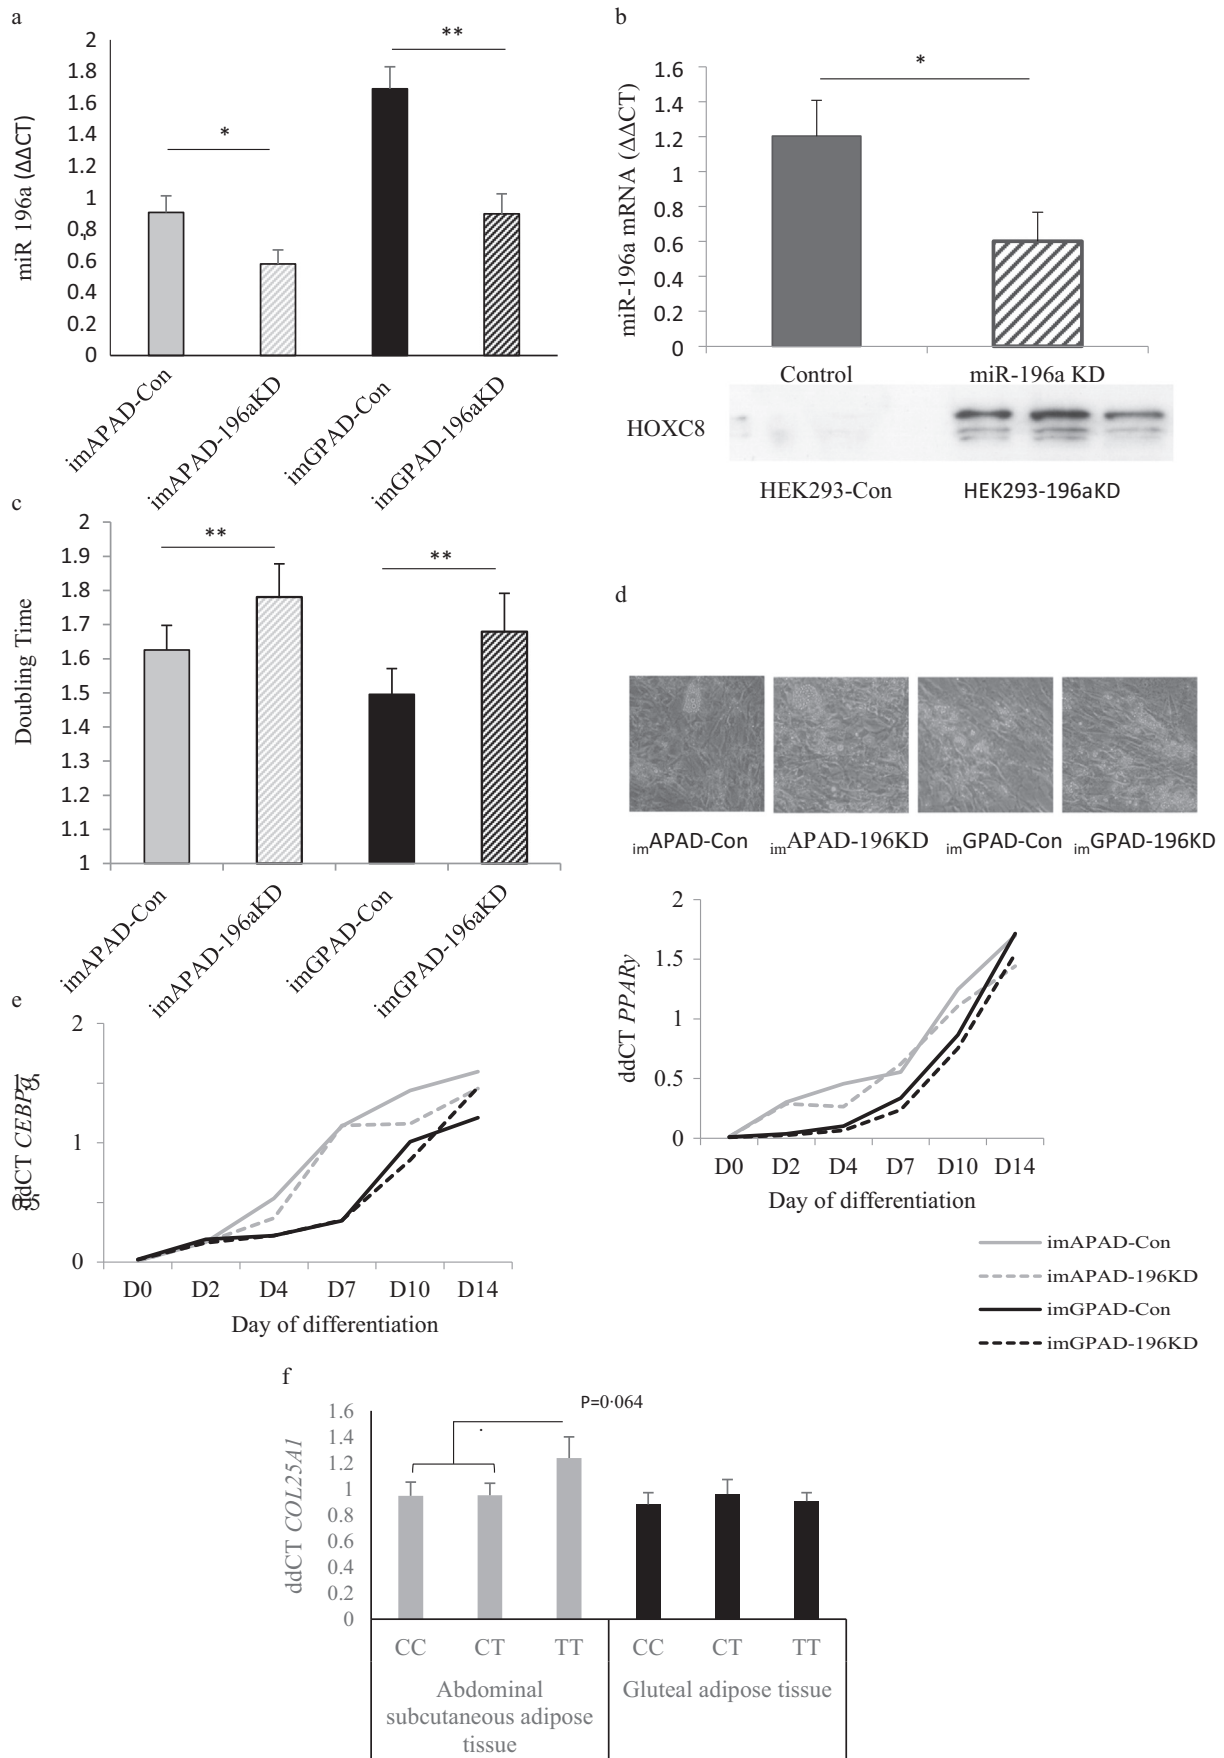 a
miR 196a (ΔΔCT)
2
1.8
1.6
1.4
1.2
1
0.8
0.6
0.4
0.2
0
*
**
imAPAD-Con
imAPAD-196aKD
imGPAD-Con
imGPAD-196aKD
b
miR-196a mRNA (ΔΔCT)
1.6
1.4
1.2
1
0.8
0.6
0.4
0.2
0
*
Control
miR-196a KD
HOXC8
HEK293-Con
HEK293-196aKD
c
Doubling Time
2
1.9
1.8
1.7
1.6
1.5
1.4
1.3
1.2
1.1
1
**
**
imAPAD-Con
imAPAD-196aKD
imGPAD-Con
imGPAD-196aKD
d
imAPAD-Con
imAPAD-196KD
imGPAD-Con
imGPAD-196KD
e
ddCT CEBPα
2
1.5
1
0.5
0
D0 D2 D4 D7 D10 D14
Day of differentiation
ddCT PPARγ
2
1.5
1
0.5
0
D0 D2 D4 D7 D10 D14
Day of differentiation
imAPAD-Con
imAPAD-196KD
imGPAD-Con
imGPAD-196KD
f
ddCT COL25A1
1.6
1.4
1.2
1
0.8
0.6
0.4
0.2
0
P=0·064
CC CT TT CC CT TT
Abdominal
subcutaneous adipose
tissue
Gluteal adipose tissue